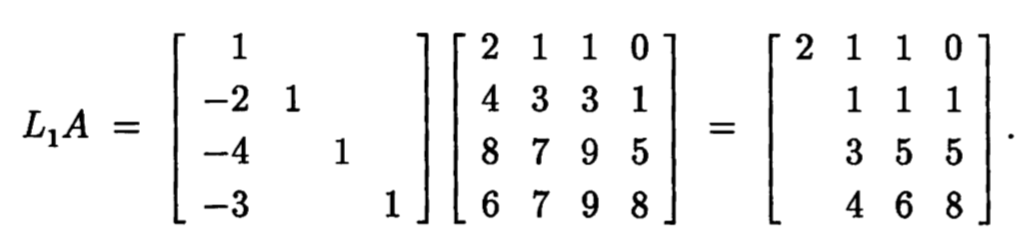 1 2 1 1 0 2 1 1 0
−2 1 4 3 3 1 1 1 1
L₁A = −4 1 8 7 9 5 = 3 5 5 .
−3 1 6 7 9 8 4 6 8